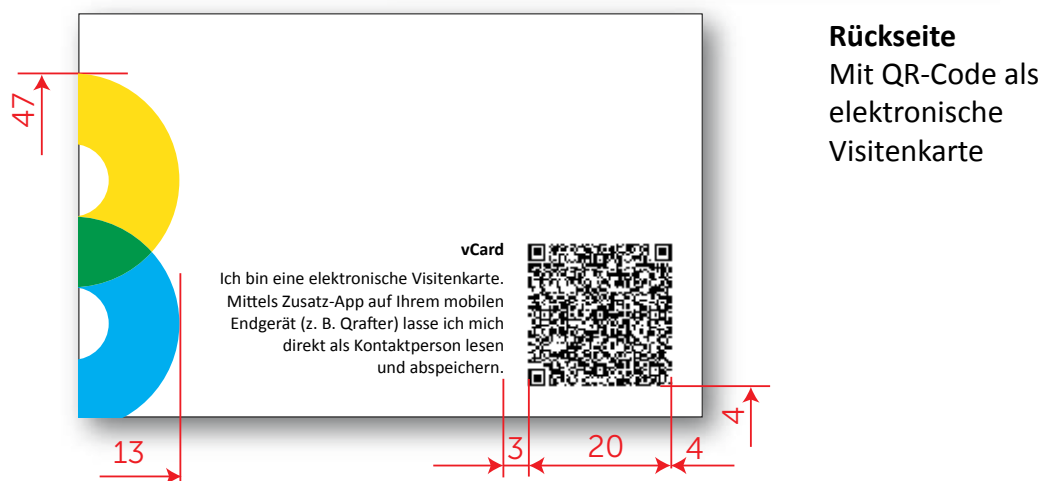 Rückseite
Mit QR-Code als
elektronische
Visitenkarte
47
vCard
Ich bin eine elektronische Visitenkarte.
Mittels Zusatz-App auf Ihrem mobilen
Endgerät (z. B. Qrafter) lasse ich mich
direkt als Kontaktperson lesen
und abspeichern.
4
13
3
20
4